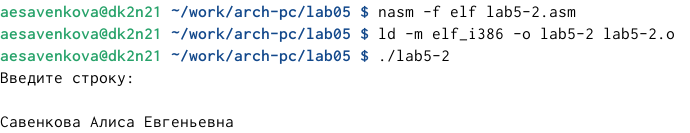 aesavenkova@dk2n21 ~/work/arch-pc/lab05 $ nasm -f elf lab5-2.asm
aesavenkova@dk2n21 ~/work/arch-pc/lab05 $ ld -m elf_i386 -o lab5-2 lab5-2.o
aesavenkova@dk2n21 ~/work/arch-pc/lab05 $ ./lab5-2
Введите строку:
Савенкова Алиса Евгеньевна